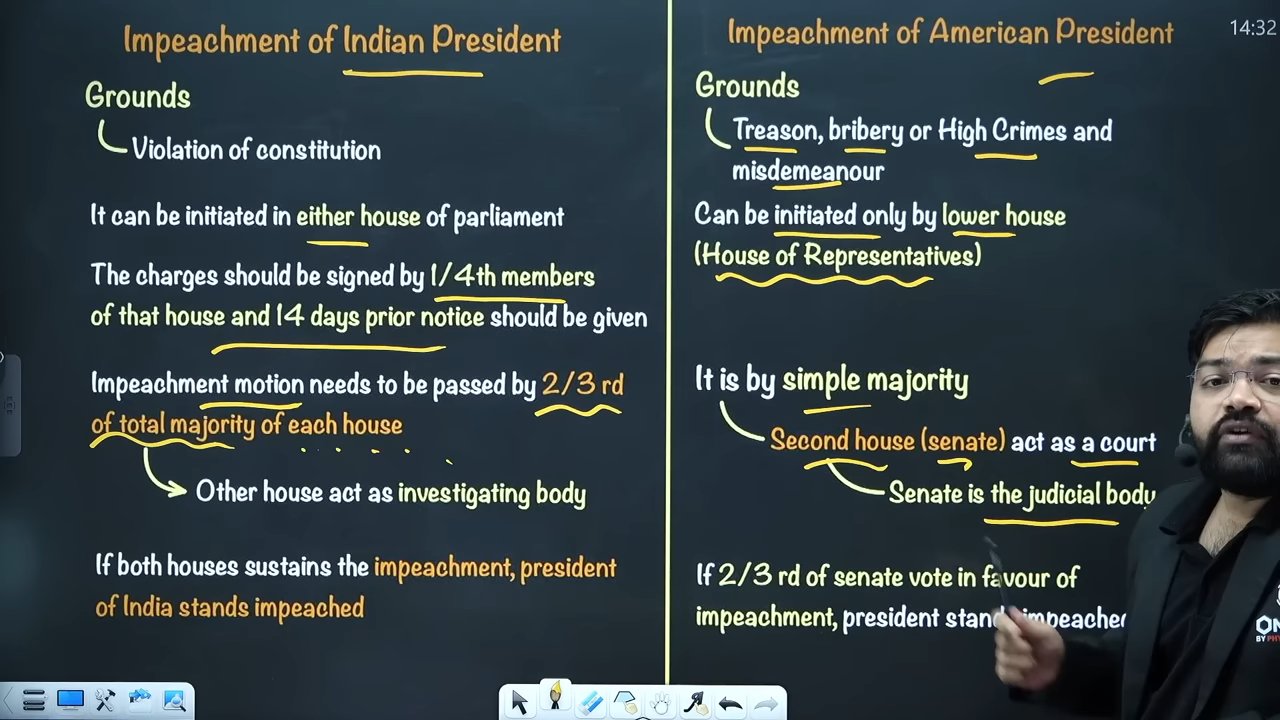 Impeachment of Indian President
Grounds
Violation of constitution
It can be initiated in either house of parliament
The charges should be signed by 1/4th members
of that house and 14 days prior notice should be given
Impeachment motion needs to be passed by 2/3 rd
of total majority of each house
Other house act as investigating body
If both houses sustains the impeachment, president
of India stands impeached
Impeachment of American President
14:32
Grounds
Treason, bribery or High Crimes and
misdemeanour
Can be initiated only by lower house
(House of Representatives)
It is by simple majority
Second house (senate) act as a court
Senate is the judicial body
If 2/3 rd of senate vote in favour of
impeachment, president stands impeached